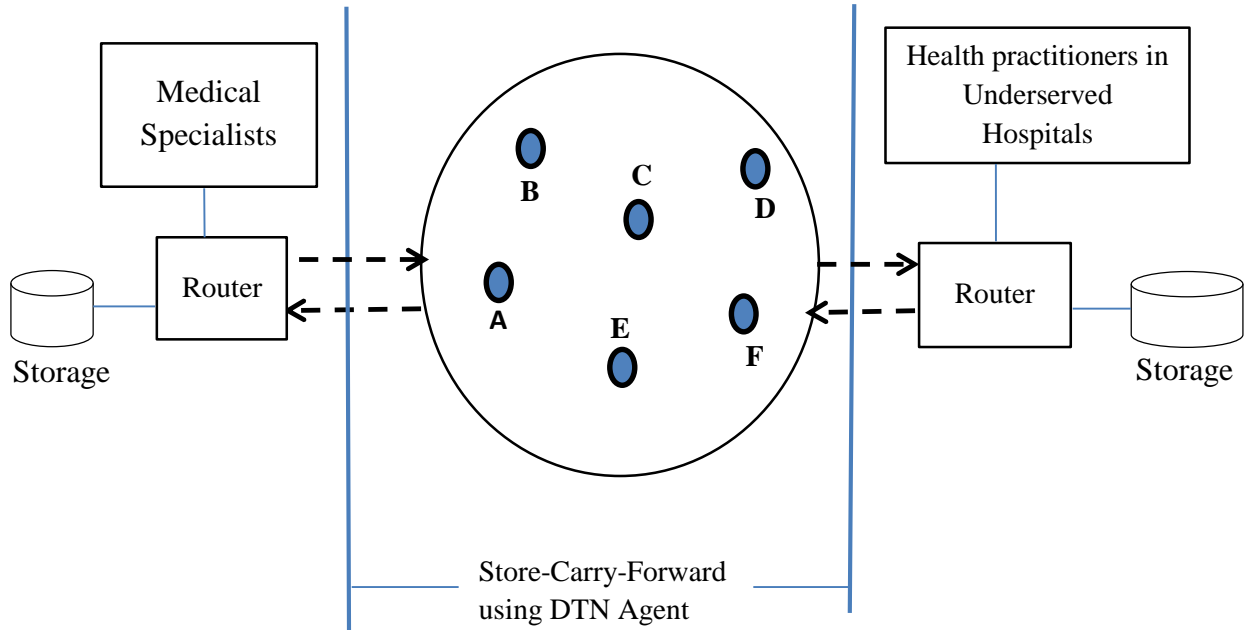 Medical
Specialists
Router
Storage
B
C
D
A
E
F
Health practitioners in
Underserved
Hospitals
Router
Storage
Store-Carry-Forward
using DTN Agent